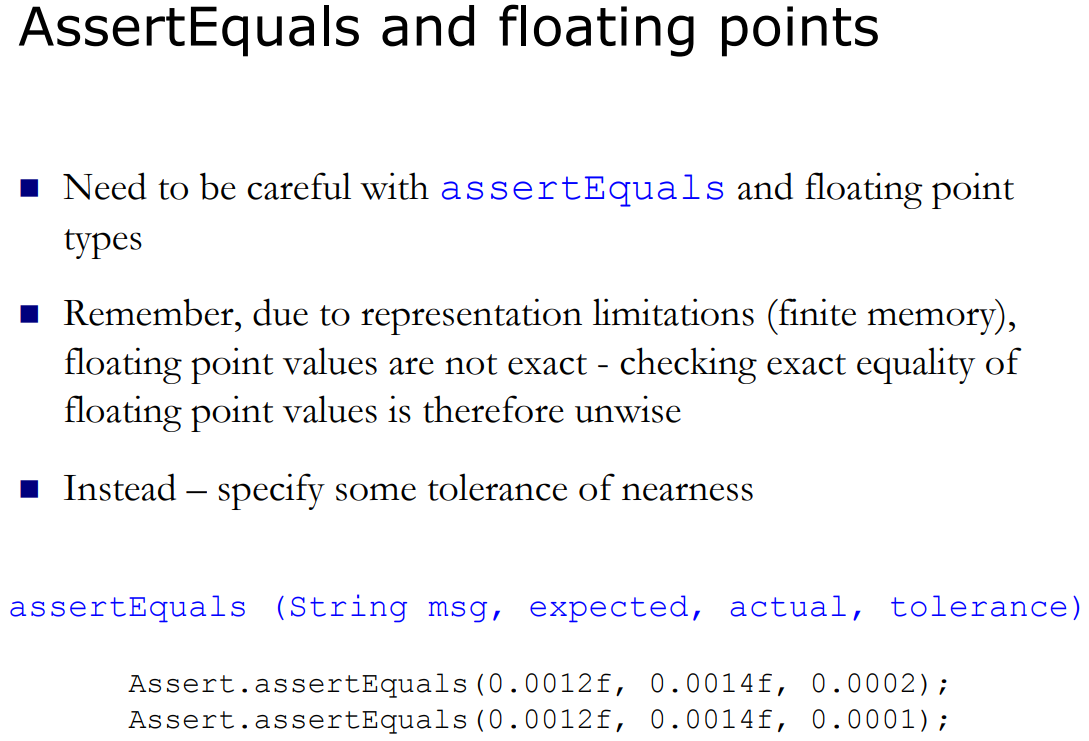 AssertEquals and floating points
Need to be careful with assertEquals and floating point
types
Remember, due to representation limitations (finite memory),
floating point values are not exact - checking exact equality of
floating point values is therefore unwise
Instead – specify some tolerance of nearness
assertEquals (String msg, expected, actual, tolerance)
Assert.assertEquals(0.0012f, 0.0014f, 0.0002);
Assert.assertEquals(0.0012f, 0.0014f, 0.0001);